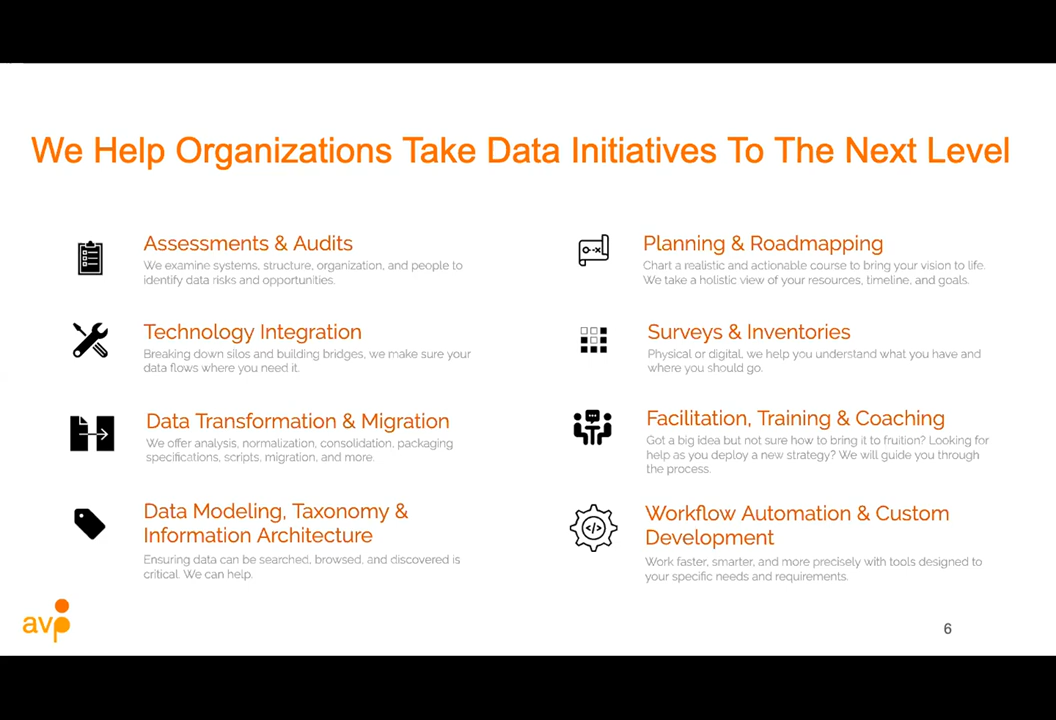 We Help Organizations Take Data Initiatives To The Next Level
Assessments & Audits
We examine systems, structure, organization, and people to
identify data risks and opportunities.
Technology Integration
Breaking down silos and building bridges, we make sure your
data flows where you need it.
Data Transformation & Migration
We offer analysis, normalization, consolidation, packaging
specifications, scripts, migration, and more.
Data Modeling, Taxonomy &
Information Architecture
Ensuring data can be searched, browsed, and discovered is
critical. We can help.
Planning & Roadmapping
Chart a realistic and actionable course to bring your vision to life.
We take a holistic view of your resources, timeline, and goals.
Surveys & Inventories
Physical or digital, we help you understand what you have and
where you should go.
Facilitation, Training & Coaching
Got a big idea but not sure how to bring it to fruition? Looking for
help as you deploy a new strategy? We will guide you through
the process.
Workflow Automation & Custom
Development
Work faster, smarter, and more precisely with tools designed to
your specific needs and requirements.
avp
6